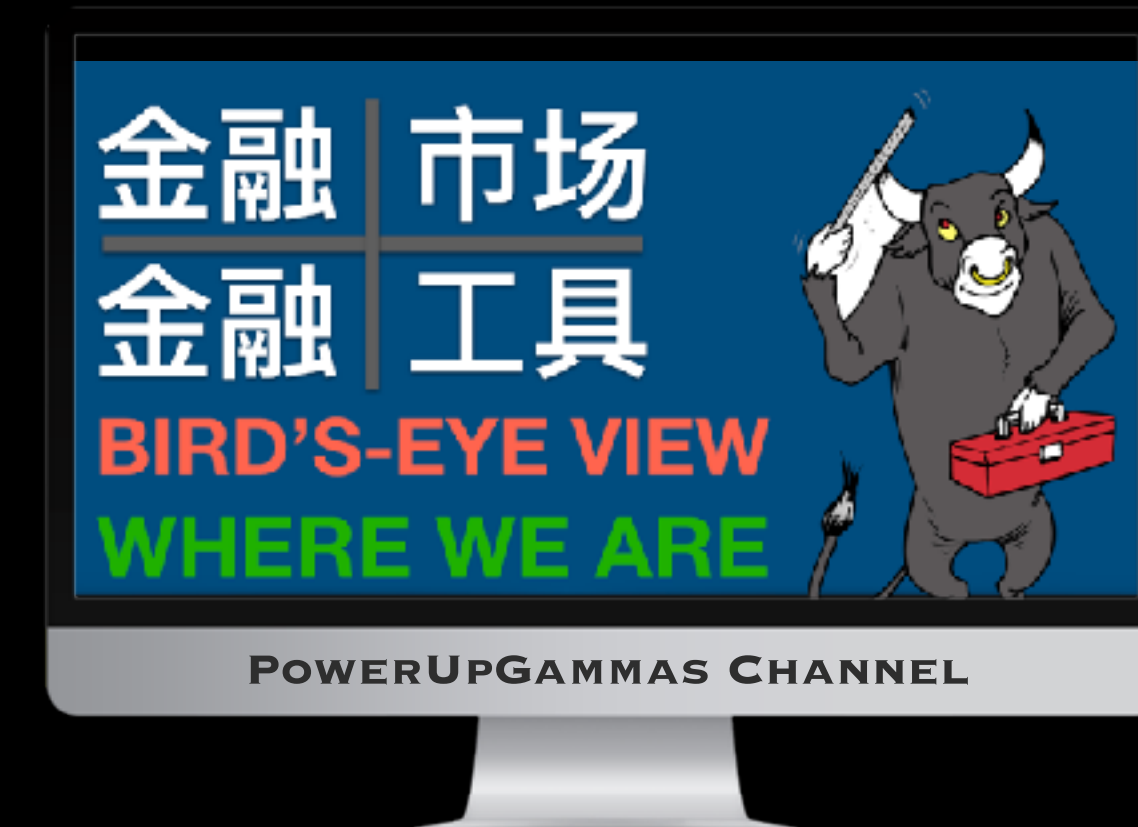 金融 市场
金融 工具
BIRD'S-EYE VIEW
WHERE WE ARE
POWERUPGAMMAS CHANNEL